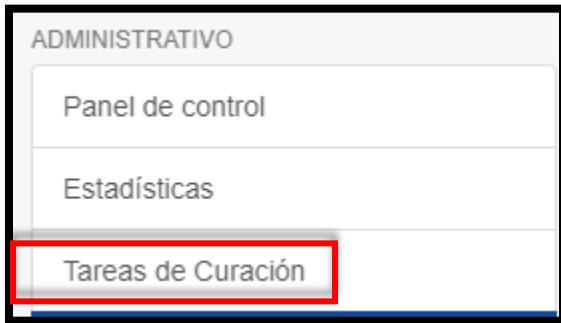 ADMINISTRATIVO
Panel de control
Estadísticas
Tareas de Curación